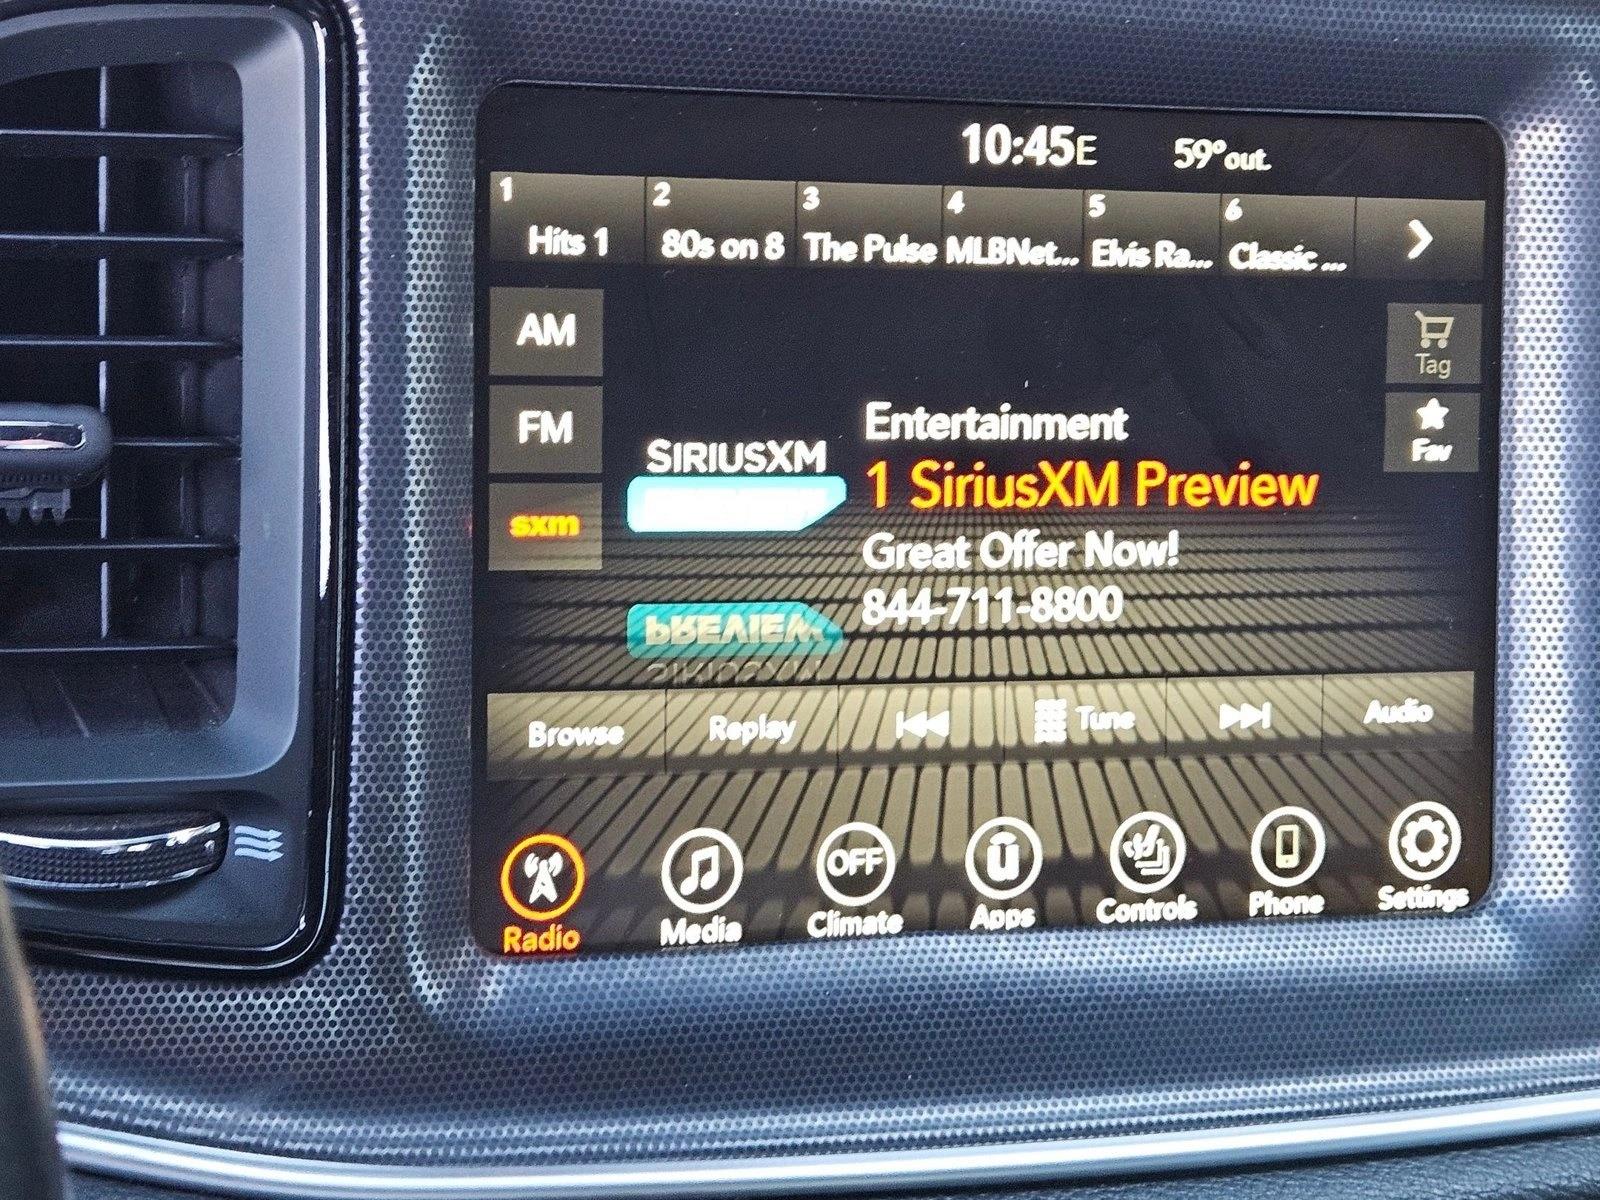 10:45E 59°out.
1 2 3 4 5 6
Hits 1 80s on 8 The Pulse MLBNet... Elvis Ra... Classic ...
AM
Tag
FM
Fav
sxm
SIRIUSXM
Entertainment
1 SiriusXM Preview
Great Offer Now!
844-711-8800
PREVIEW
SIRIUSXM
Browse Replay Tune Audio
OFF
Radio Media Climate Apps Controls Phone Settings